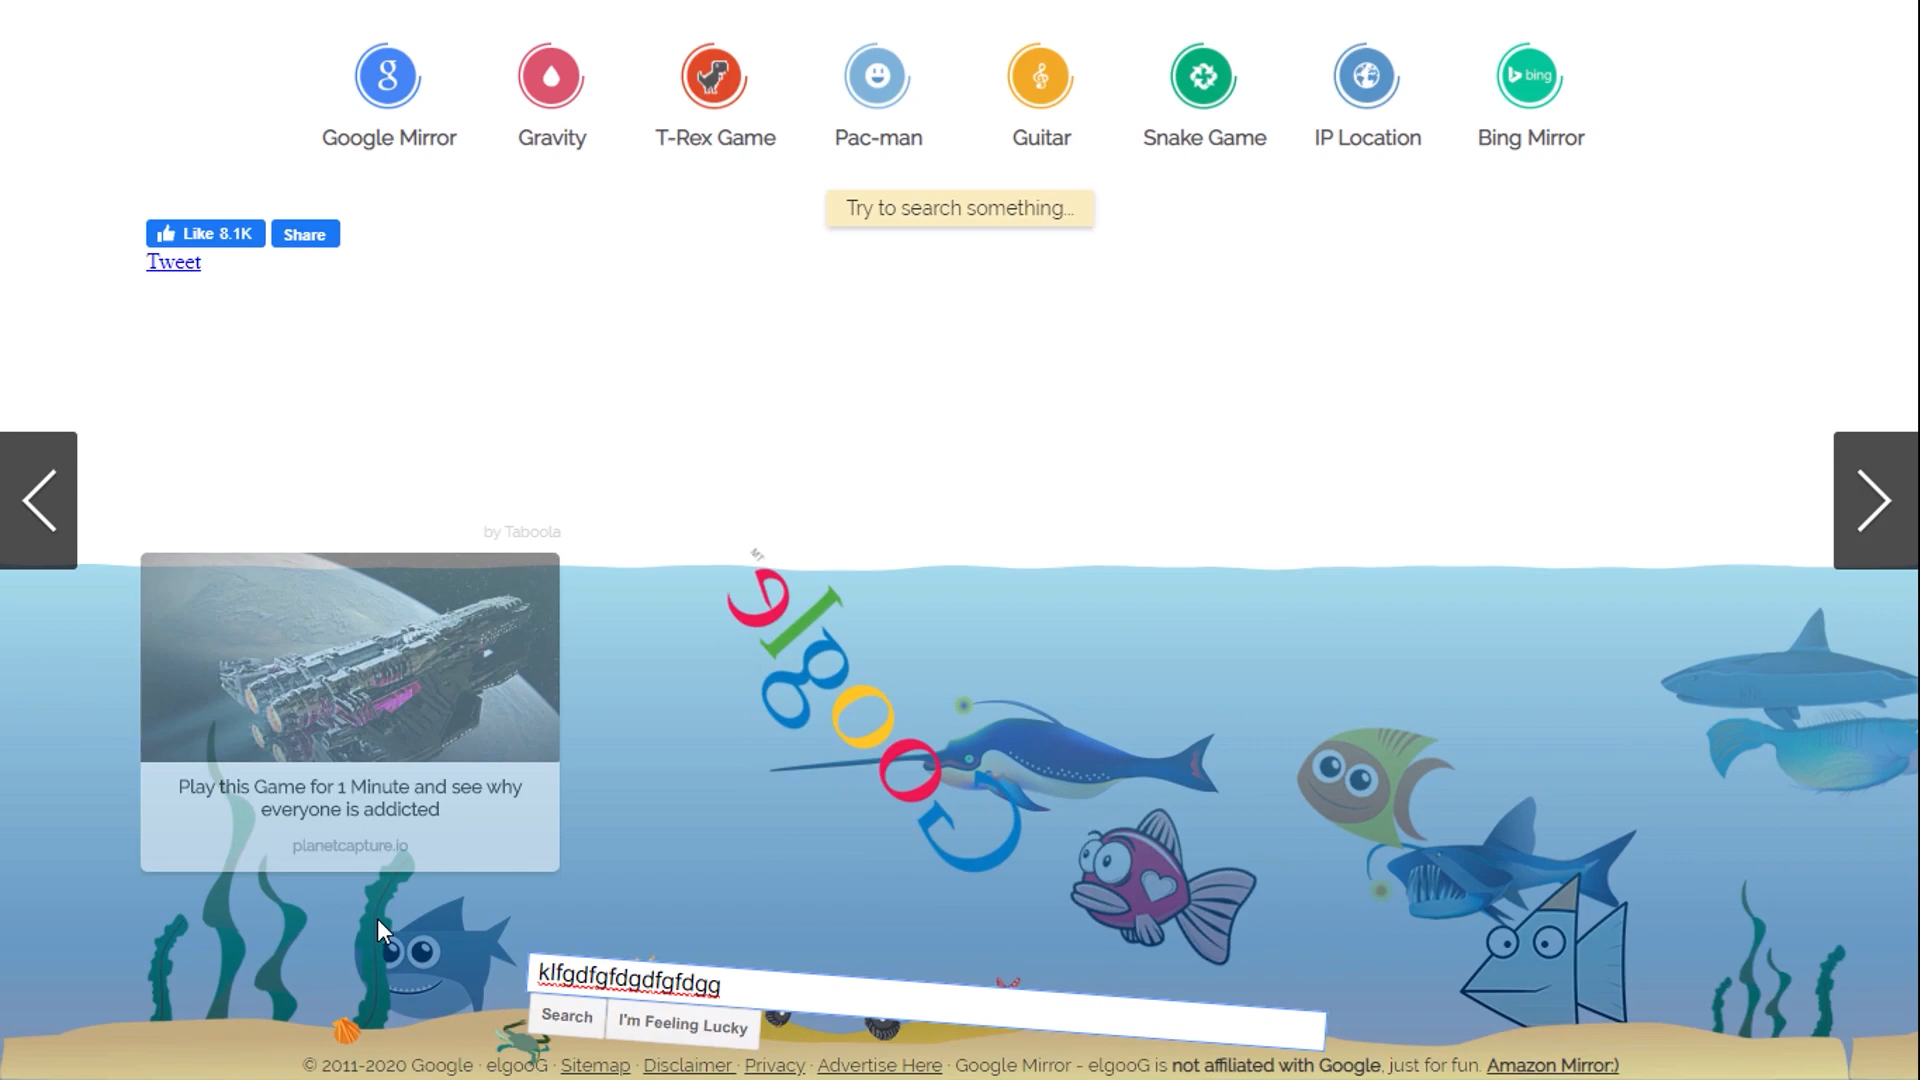 g
bing
Google Mirror
Gravity
T-Rex Game
Pac-man
Guitar
Snake Game
IP Location
Bing Mirror
Try to search something...
Like 8.1K
Share
Tweet
by Taboola
MT
elgooG
Play this Game for 1 Minute and see why
everyone is addicted
planetcapture.io
klfgdfgfdgdfgfdgg
Search
I'm Feeling Lucky
© 2011-2020 Google · elgooG · Sitemap · Disclaimer · Privacy · Advertise Here · Google Mirror - elgooG is not affiliated with Google, just for fun. Amazon Mirror:)